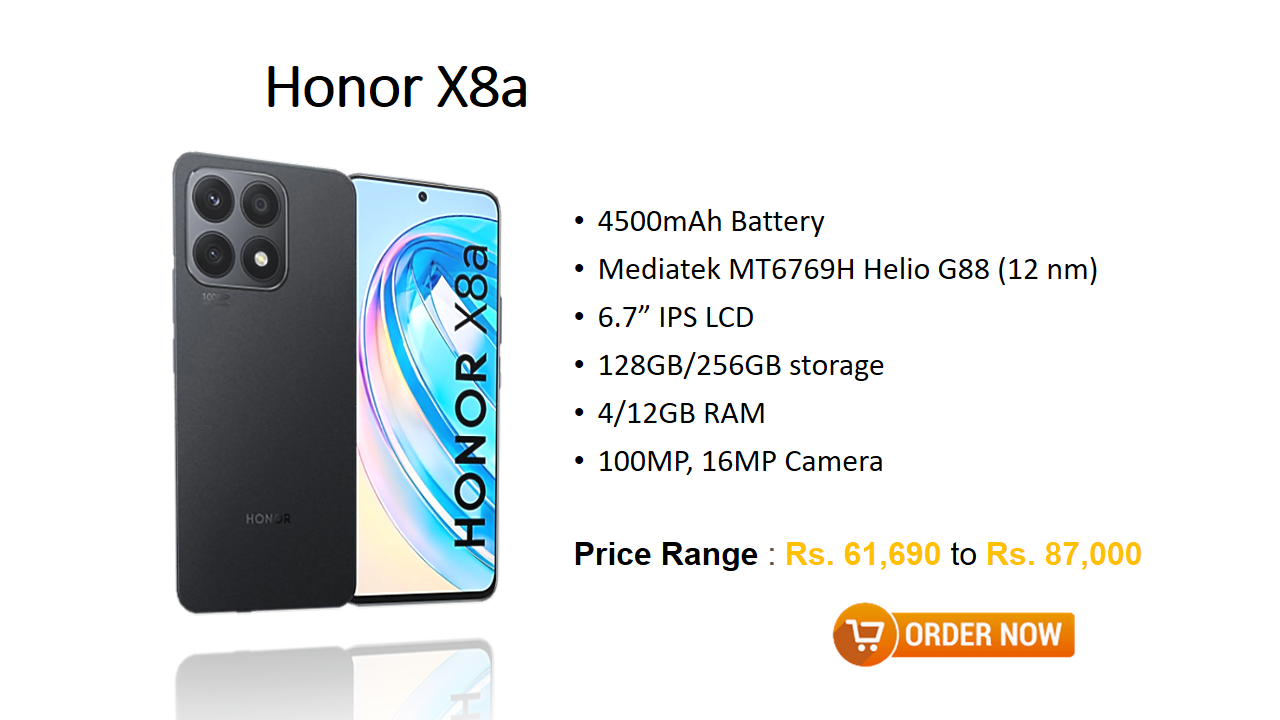 Honor X8a
100MP
HONOR
HONOR X8a
• 4500mAh Battery
• Mediatek MT6769H Helio G88 (12 nm)
• 6.7” IPS LCD
• 128GB/256GB storage
• 4/12GB RAM
• 100MP, 16MP Camera
Price Range : Rs. 61,690 to Rs. 87,000
ORDER NOW